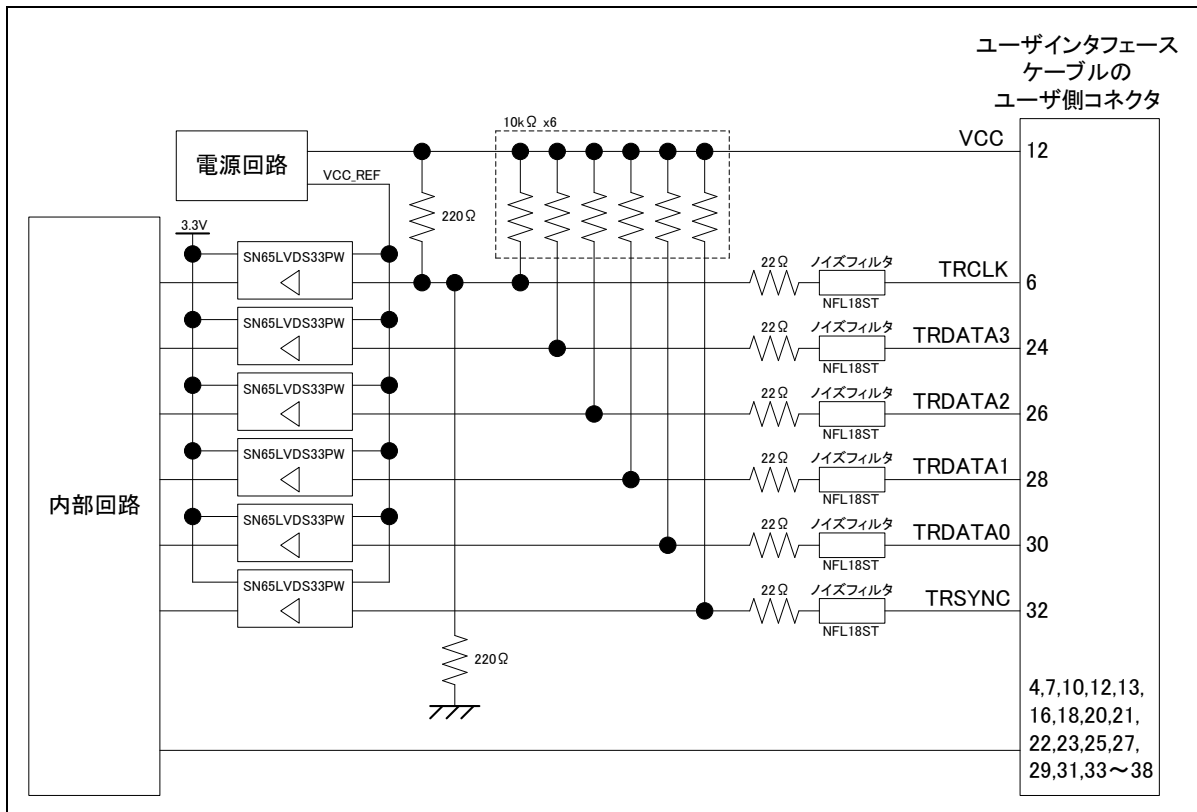 ユーザインタフェース
ケーブルの
ユーザ側コネクタ
10kΩ x6
VCC
12
電源回路
VCC_REF
220Ω
3.3V
SN65LVDS33PW
22Ω
ノイズフィルタ
NFL18ST
TRCLK
6
SN65LVDS33PW
22Ω
ノイズフィルタ
NFL18ST
TRDATA3
24
SN65LVDS33PW
22Ω
ノイズフィルタ
NFL18ST
TRDATA2
26
SN65LVDS33PW
22Ω
ノイズフィルタ
NFL18ST
TRDATA1
28
内部回路
SN65LVDS33PW
22Ω
ノイズフィルタ
NFL18ST
TRDATA0
30
SN65LVDS33PW
22Ω
ノイズフィルタ
NFL18ST
TRSYNC
32
220Ω
4,7,10,12,13,
16,18,20,21,
22,23,25,27,
29,31,33～38